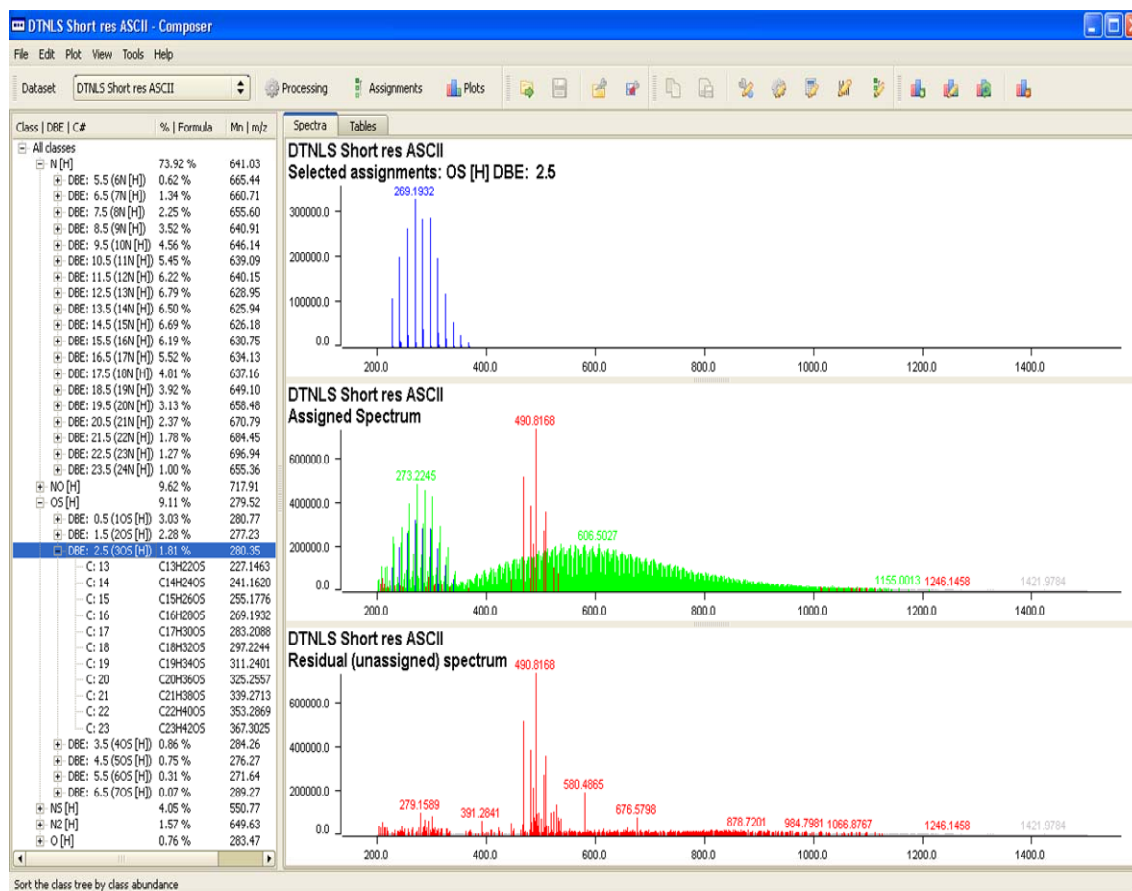 DTNLS Short res ASCII - Composer
File Edit Plot View Tools Help
Dataset DTNLS Short res ASCII Processing Assignments Plots
Class | DBE | C# % | Formula Mn | m/z
All classes
N [H] 73.92 % 641.03
DBE: 5.5 (6N [H]) 0.62 % 665.44
DBE: 6.5 (7N [H]) 1.34 % 660.71
DBE: 7.5 (8N [H]) 2.25 % 655.60
DBE: 8.5 (9N [H]) 3.52 % 640.91
DBE: 9.5 (10N [H]) 4.56 % 646.14
DBE: 10.5 (11N [H]) 5.45 % 639.09
DBE: 11.5 (12N [H]) 6.22 % 640.15
DBE: 12.5 (13N [H]) 6.79 % 628.95
DBE: 13.5 (14N [H]) 6.50 % 625.94
DBE: 14.5 (15N [H]) 6.69 % 626.18
DBE: 15.5 (16N [H]) 6.19 % 630.75
DBE: 16.5 (17N [H]) 5.52 % 634.13
DBE: 17.5 (18N [H]) 4.81 % 637.16
DBE: 18.5 (19N [H]) 3.92 % 649.10
DBE: 19.5 (20N [H]) 3.13 % 658.48
DBE: 20.5 (21N [H]) 2.37 % 670.79
DBE: 21.5 (22N [H]) 1.78 % 684.45
DBE: 22.5 (23N [H]) 1.27 % 696.94
DBE: 23.5 (24N [H]) 1.00 % 655.36
NO [H] 9.62 % 717.91
OS [H] 9.11 % 279.52
DBE: 0.5 (1OS [H]) 3.03 % 280.77
DBE: 1.5 (2OS [H]) 2.28 % 277.23
DBE: 2.5 (3OS [H]) 1.81 % 280.35
C: 13 C13H22OS 227.1463
C: 14 C14H24OS 241.1620
C: 15 C15H26OS 255.1776
C: 16 C16H28OS 269.1932
C: 17 C17H30OS 283.2088
C: 18 C18H32OS 297.2244
C: 19 C19H34OS 311.2401
C: 20 C20H36OS 325.2557
C: 21 C21H38OS 339.2713
C: 22 C22H40OS 353.2869
C: 23 C23H42OS 367.3025
DBE: 3.5 (4OS [H]) 0.86 % 284.26
DBE: 4.5 (5OS [H]) 0.75 % 276.27
DBE: 5.5 (6OS [H]) 0.31 % 271.64
DBE: 6.5 (7OS [H]) 0.07 % 289.27
NS [H] 4.05 % 550.77
N2 [H] 1.57 % 649.63
O [H] 0.76 % 283.47
Sort the class tree by class abundance
Spectra Tables
DTNLS Short res ASCII
Selected assignments: OS [H] DBE: 2.5
269.1932
300000.0
200000.0
100000.0
0.0
200.0 400.0 600.0 800.0 1000.0 1200.0 1400.0
DTNLS Short res ASCII
Assigned Spectrum
490.8168
600000.0
273.2245
400000.0
606.5027
200000.0
1155.0013 1246.1458 1421.9784
0.0
200.0 400.0 600.0 800.0 1000.0 1200.0 1400.0
DTNLS Short res ASCII
Residual (unassigned) spectrum
490.8168
600000.0
400000.0
580.4865
200000.0
279.1589 391.2841 676.5798
878.7201 984.7981 1066.8767 1246.1458 1421.9784
0.0
200.0 400.0 600.0 800.0 1000.0 1200.0 1400.0